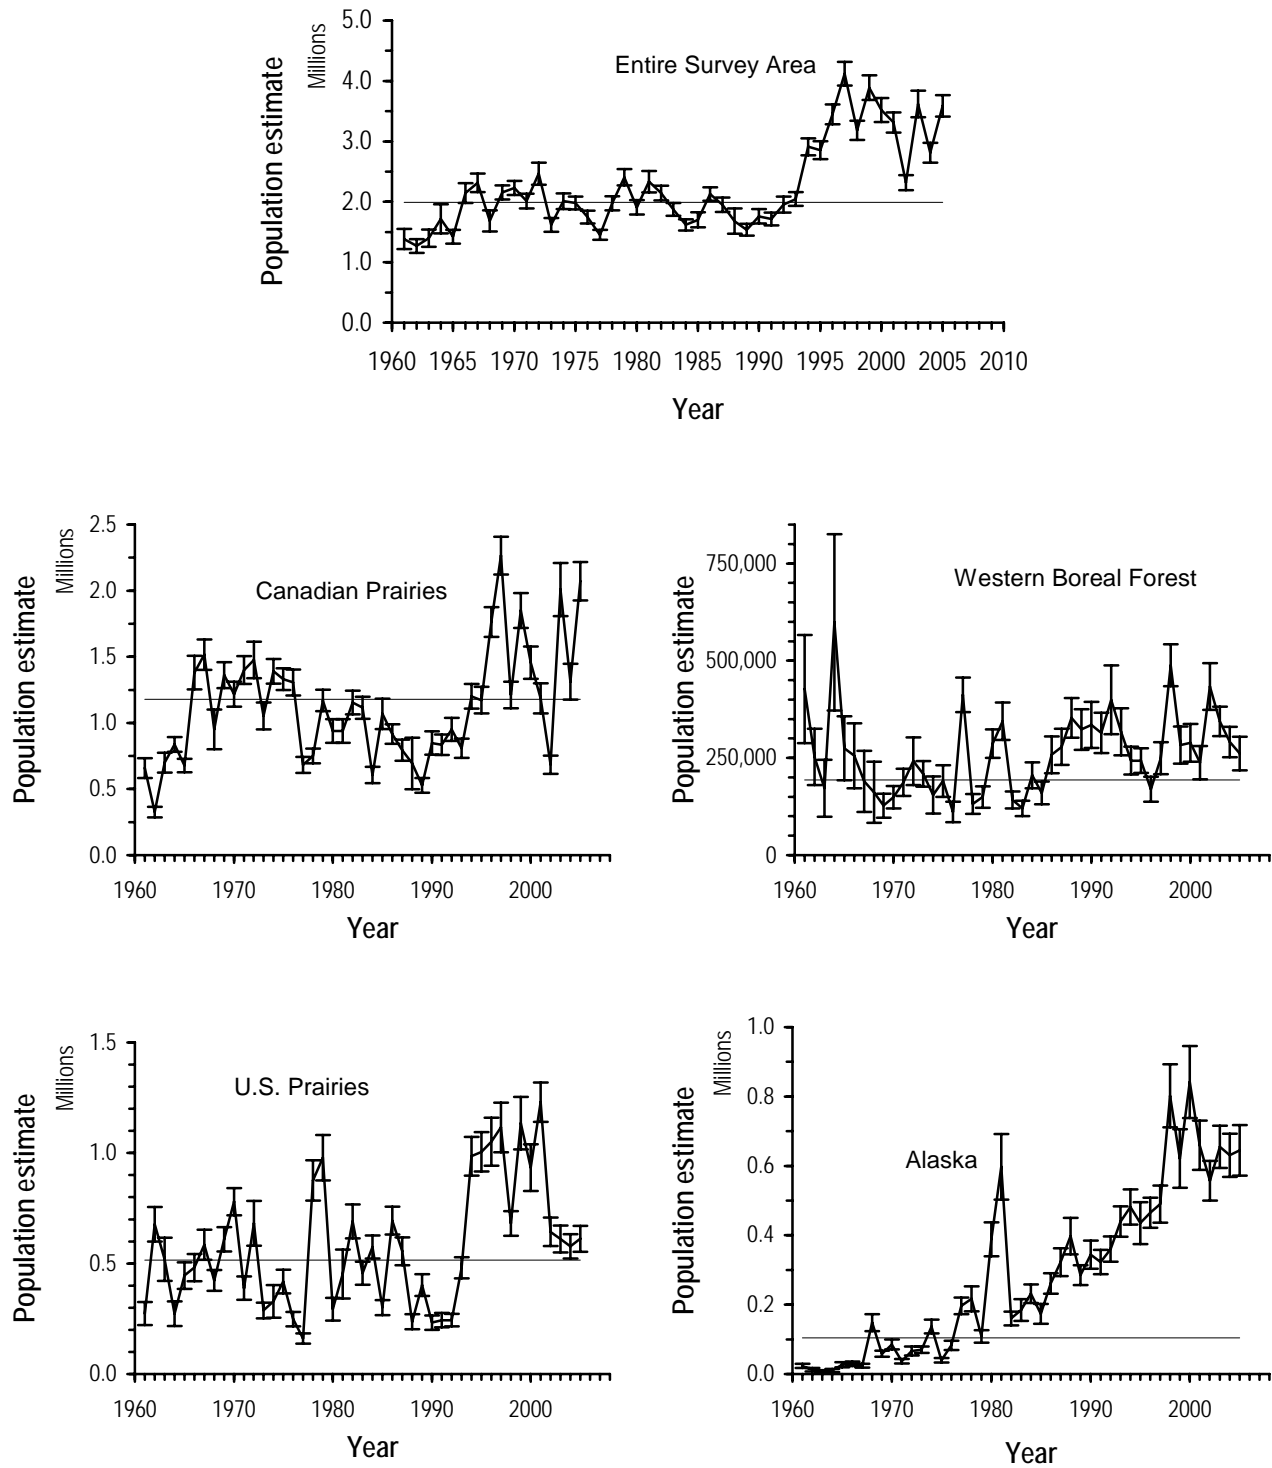 Entire Survey Area
Population estimate
Millions
5.0
4.0
3.0
2.0
1.0
0.0
1960 1965 1970 1975 1980 1985 1990 1995 2000 2005 2010
Year
Canadian Prairies
Population estimate
Millions
2.5
2.0
1.5
1.0
0.5
0.0
1960 1970 1980 1990 2000
Year
Western Boreal Forest
Population estimate
750,000
500,000
250,000
0
1960 1970 1980 1990 2000
Year
U.S. Prairies
Population estimate
Millions
1.5
1.0
0.5
0.0
1960 1970 1980 1990 2000
Year
Alaska
Population estimate
Millions
1.0
0.8
0.6
0.4
0.2
0.0
1960 1970 1980 1990 2000
Year